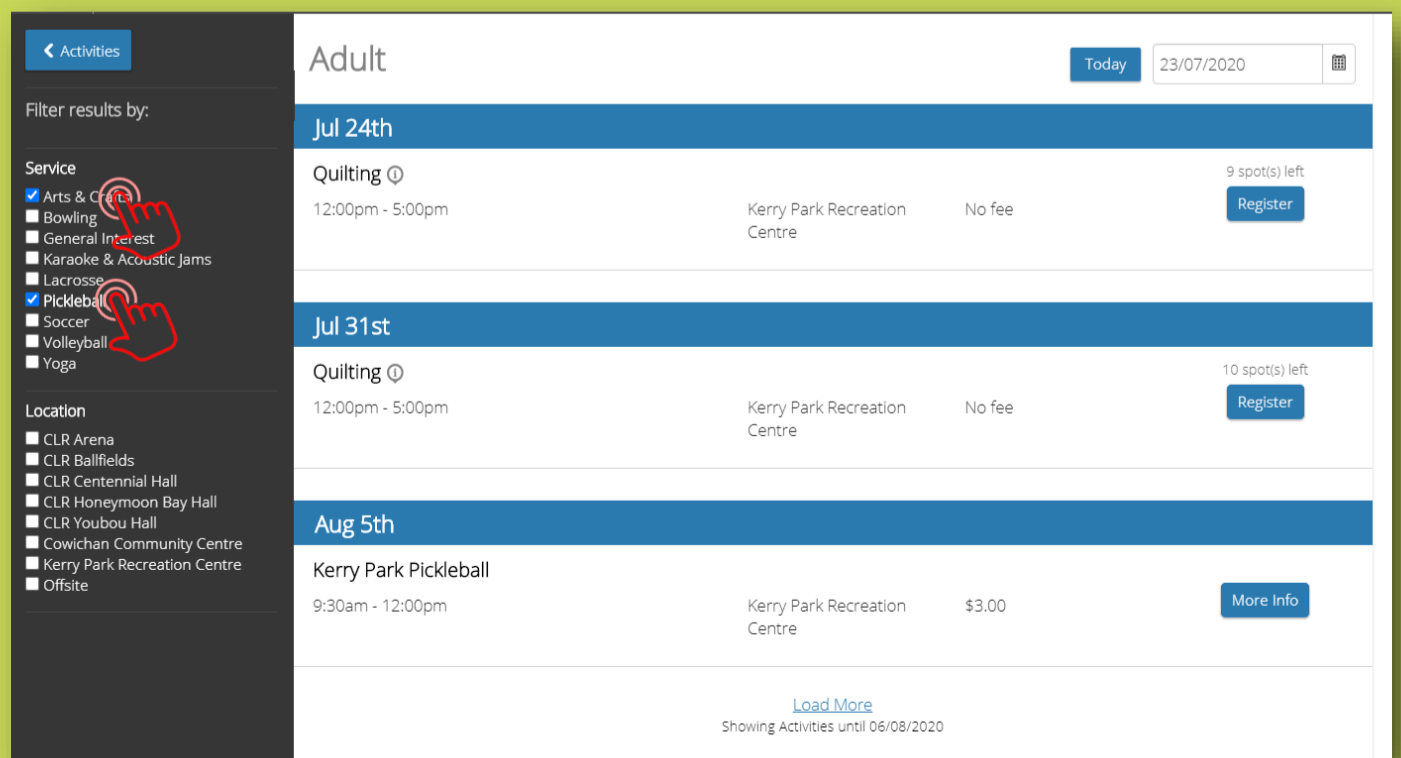 Activities
Filter results by:
Service
Arts & Crafts
Bowling
General Interest
Karaoke & Acoustic Jams
Lacrosse
Pickleball
Soccer
Volleyball
Yoga
Location
CLR Arena
CLR Ballfields
CLR Centennial Hall
CLR Honeymoon Bay Hall
CLR Youbou Hall
Cowichan Community Centre
Kerry Park Recreation Centre
Offsite
Adult
Today
23/07/2020
Jul 24th
Quilting
9 spot(s) left
12:00pm - 5:00pm
Kerry Park Recreation
Centre
No fee
Register
Jul 31st
Quilting
10 spot(s) left
12:00pm - 5:00pm
Kerry Park Recreation
Centre
No fee
Register
Aug 5th
Kerry Park Pickleball
9:30am - 12:00pm
Kerry Park Recreation
Centre
$3.00
More Info
Load More
Showing Activities until 06/08/2020